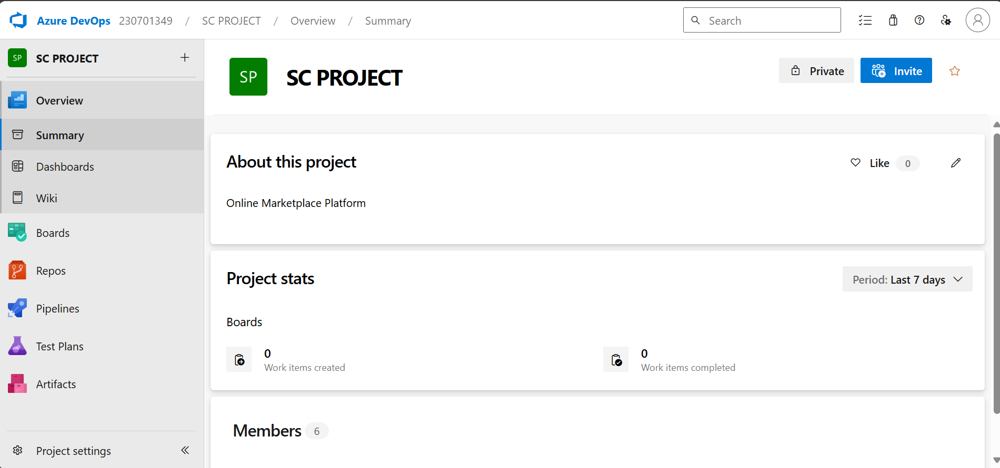 Azure DevOps 230701349 / SC PROJECT / Overview / Summary
Search
SP SC PROJECT
Overview
Summary
Dashboards
Wiki
Boards
Repos
Pipelines
Test Plans
Artifacts
Project settings
SP SC PROJECT
Private
Invite
About this project
Like 0
Online Marketplace Platform
Project stats
Period: Last 7 days
Boards
0
Work items created
0
Work items completed
Members 6